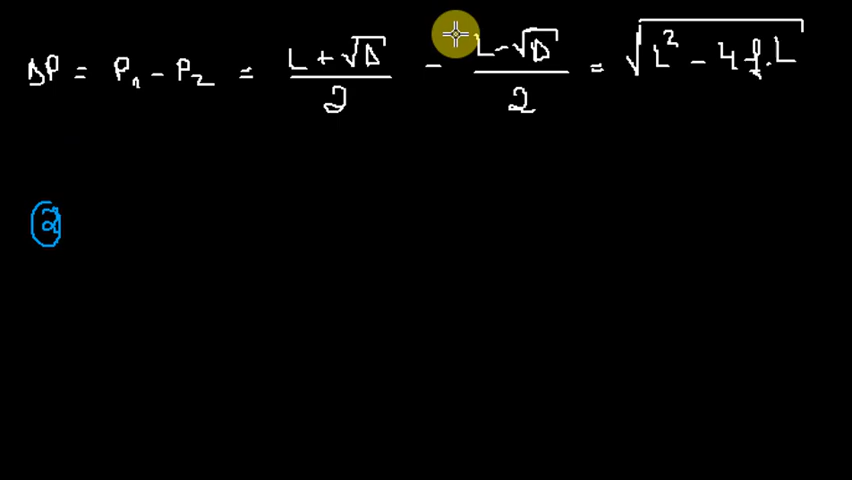 ΔP = P₁ - P₂ = (L + √Δ)/2 - (L - √Δ)/2 = √(L² - 4f.L)
a